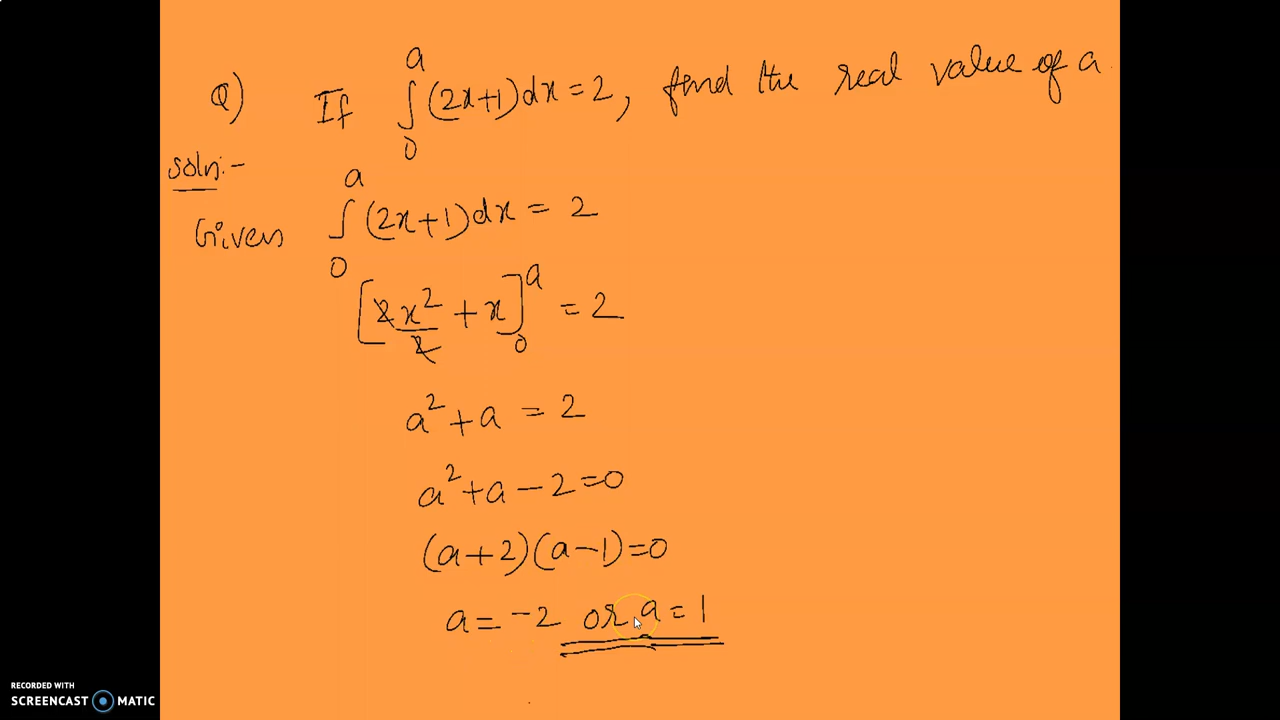 Q) If ∫₀ᵃ (2x+1)dx = 2, find the real value of a.
Soln:-
Given ∫₀ᵃ (2x+1)dx = 2
[2x²/2 + x]₀ᵃ = 2
a² + a = 2
a² + a − 2 = 0
(a+2)(a−1) = 0
a = −2 or a = 1
RECORDED WITH
SCREENCAST MATIC